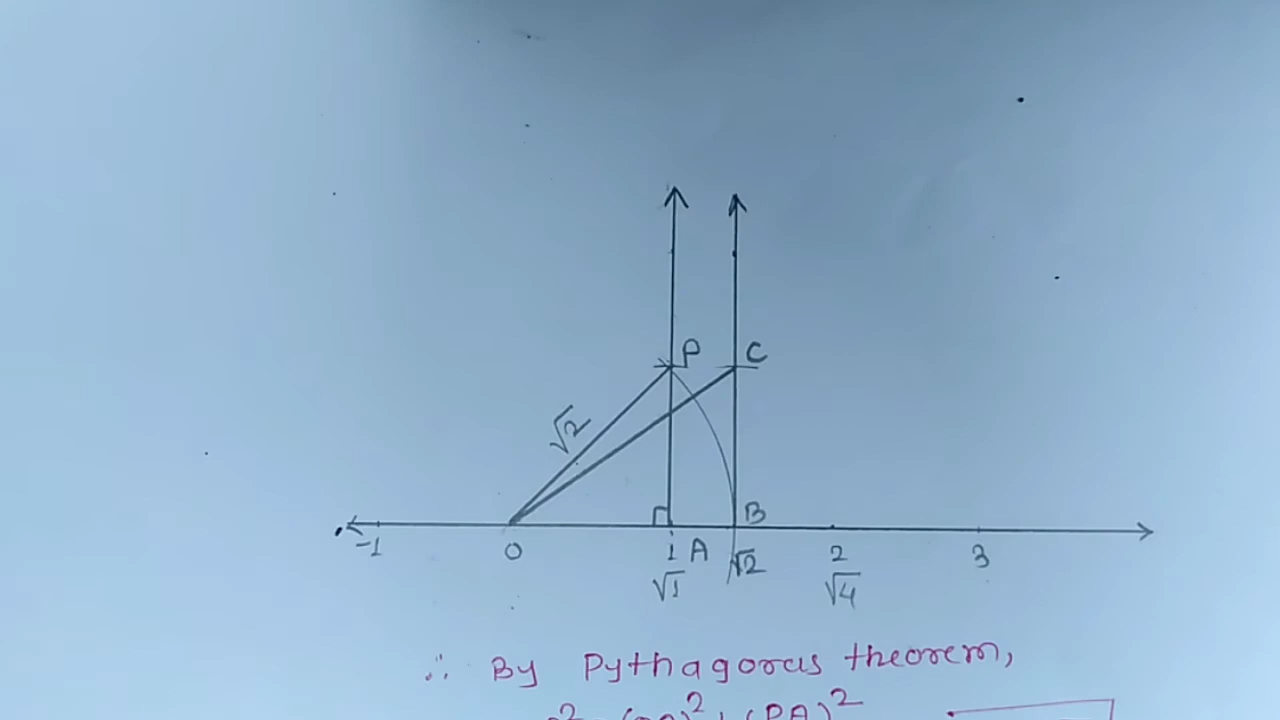 P C
√2
B
-1 0 1 A √2 2 3
√1 √4
∴ By Pythagoras theorem,